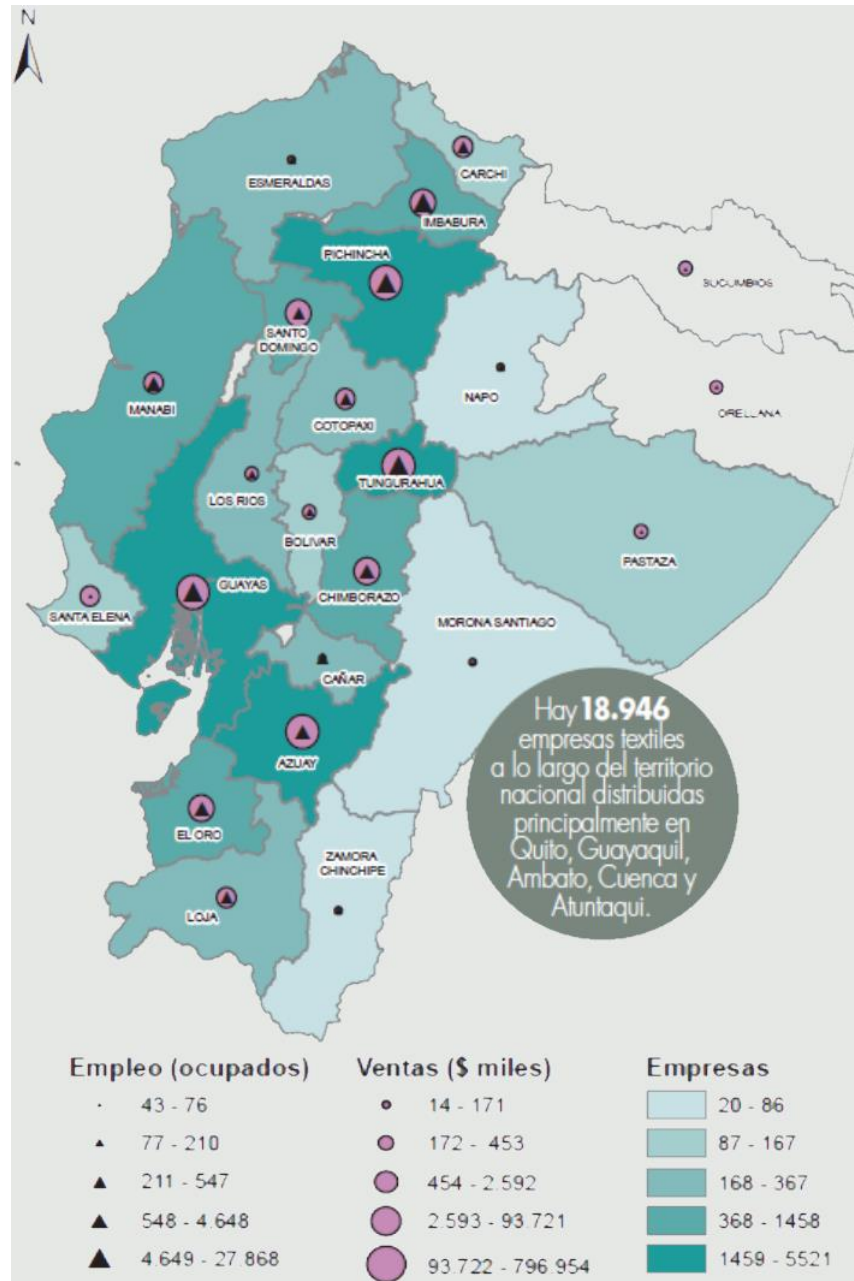 N
ESMERALDAS
CARCHI
IMBABURA
PICHINCHA
SUCUMBIOS
SANTO
DOMINGO
MANABI
NAPO
ORELLANA
COTOPAXI
TUNGURAHUA
LOS RIOS
BOLIVAR
PASTAZA
GUAYAS
CHIMBORAZO
SANTA ELENA
MORONA SANTIAGO
CAÑAR
AZUAY
EL ORO
ZAMORA
CHINCHIPE
LOJA
Hay 18.946
empresas textiles
a lo largo del territorio
nacional distribuidas
principalmente en
Quito, Guayaquil,
Ambato, Cuenca y
Atuntaqui.
Empleo (ocupados)
43 - 76
77 - 210
211 - 547
548 - 4.648
4.649 - 27.868
Ventas ($ miles)
14 - 171
172 - 453
454 - 2.592
2.593 - 93.721
93.722 - 796 954
Empresas
20 - 86
87 - 167
168 - 367
368 - 1458
1459 - 5521